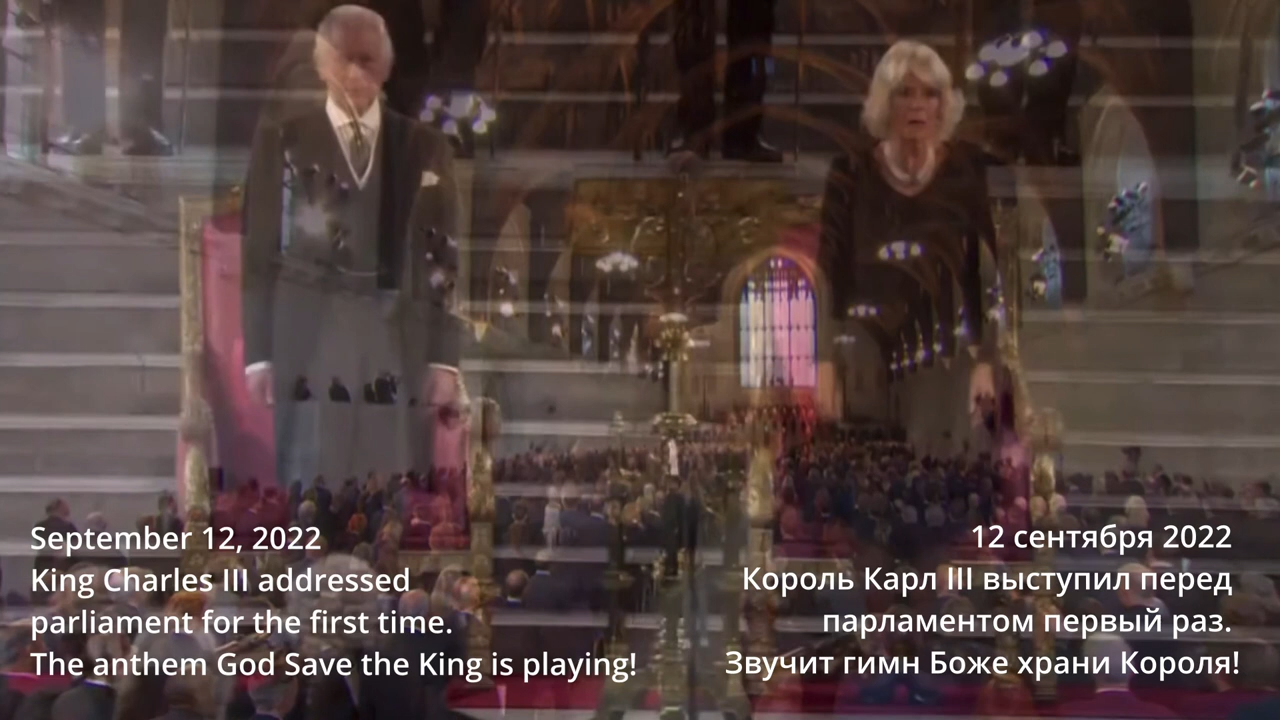 September 12, 2022
King Charles III addressed
parliament for the first time.
The anthem God Save the King is playing!
12 сентября 2022
Король Карл III выступил перед
парламентом первый раз.
Звучит гимн Боже храни Короля!